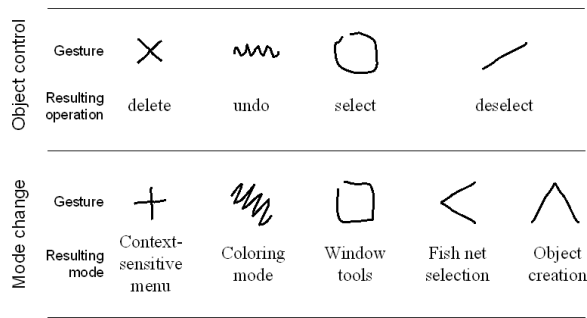 Object control
Gesture
Resulting
operation
delete
undo
select
deselect
Mode change
Gesture
Resulting
mode
Context-
sensitive
menu
Coloring
mode
Window
tools
Fish net
selection
Object
creation